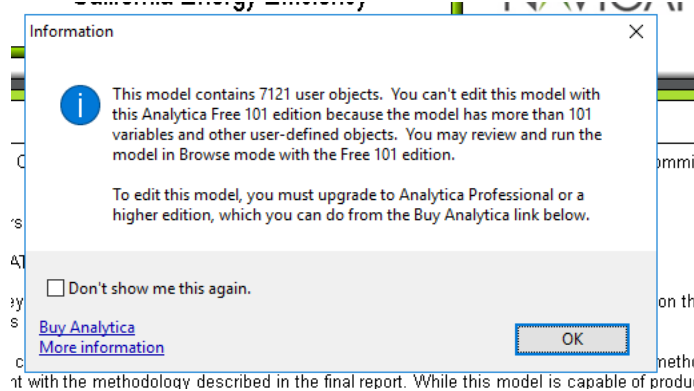 California Energy Efficiency
Information
This model contains 7121 user objects.  You can't edit this model with
this Analytica Free 101 edition because the model has more than 101
variables and other user-defined objects.  You may review and run the
model in Browse mode with the Free 101 edition.
To edit this model, you must upgrade to Analytica Professional or a
higher edition, which you can do from the Buy Analytica link below.
Don't show me this again.
Buy Analytica
More information
OK
on th
nt with the methodology described in the final report.  While this model is capable of produ